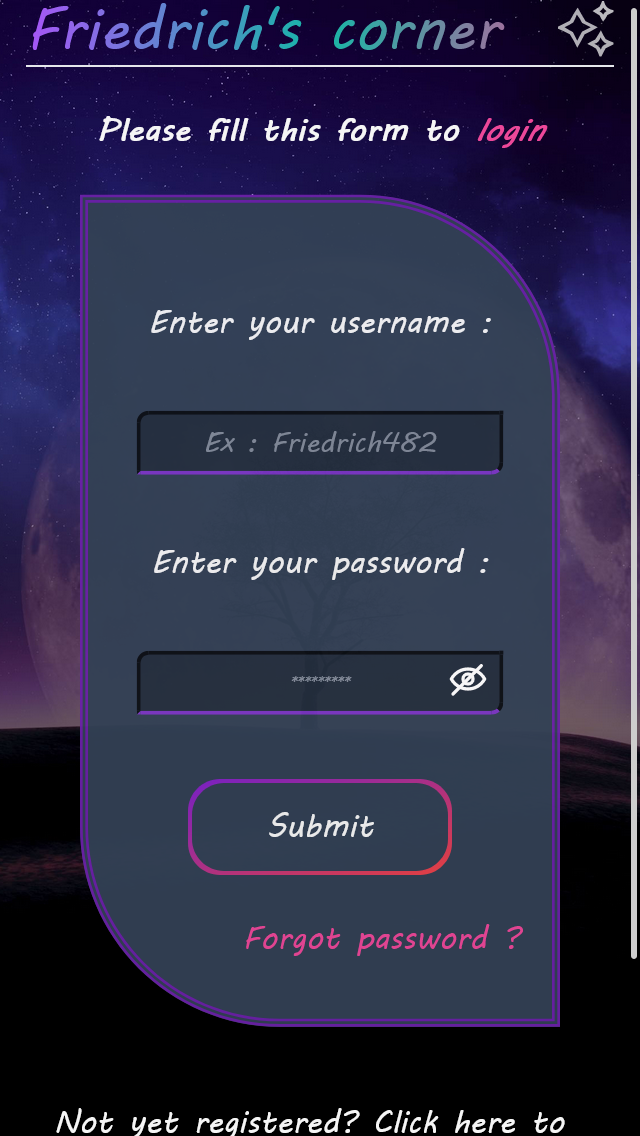 Friedrich's corner
Please fill this form to login
Enter your username :
Ex : Friedrich482
Enter your password :
*********
Submit
Forgot password ?
Not yet registered? Click here to